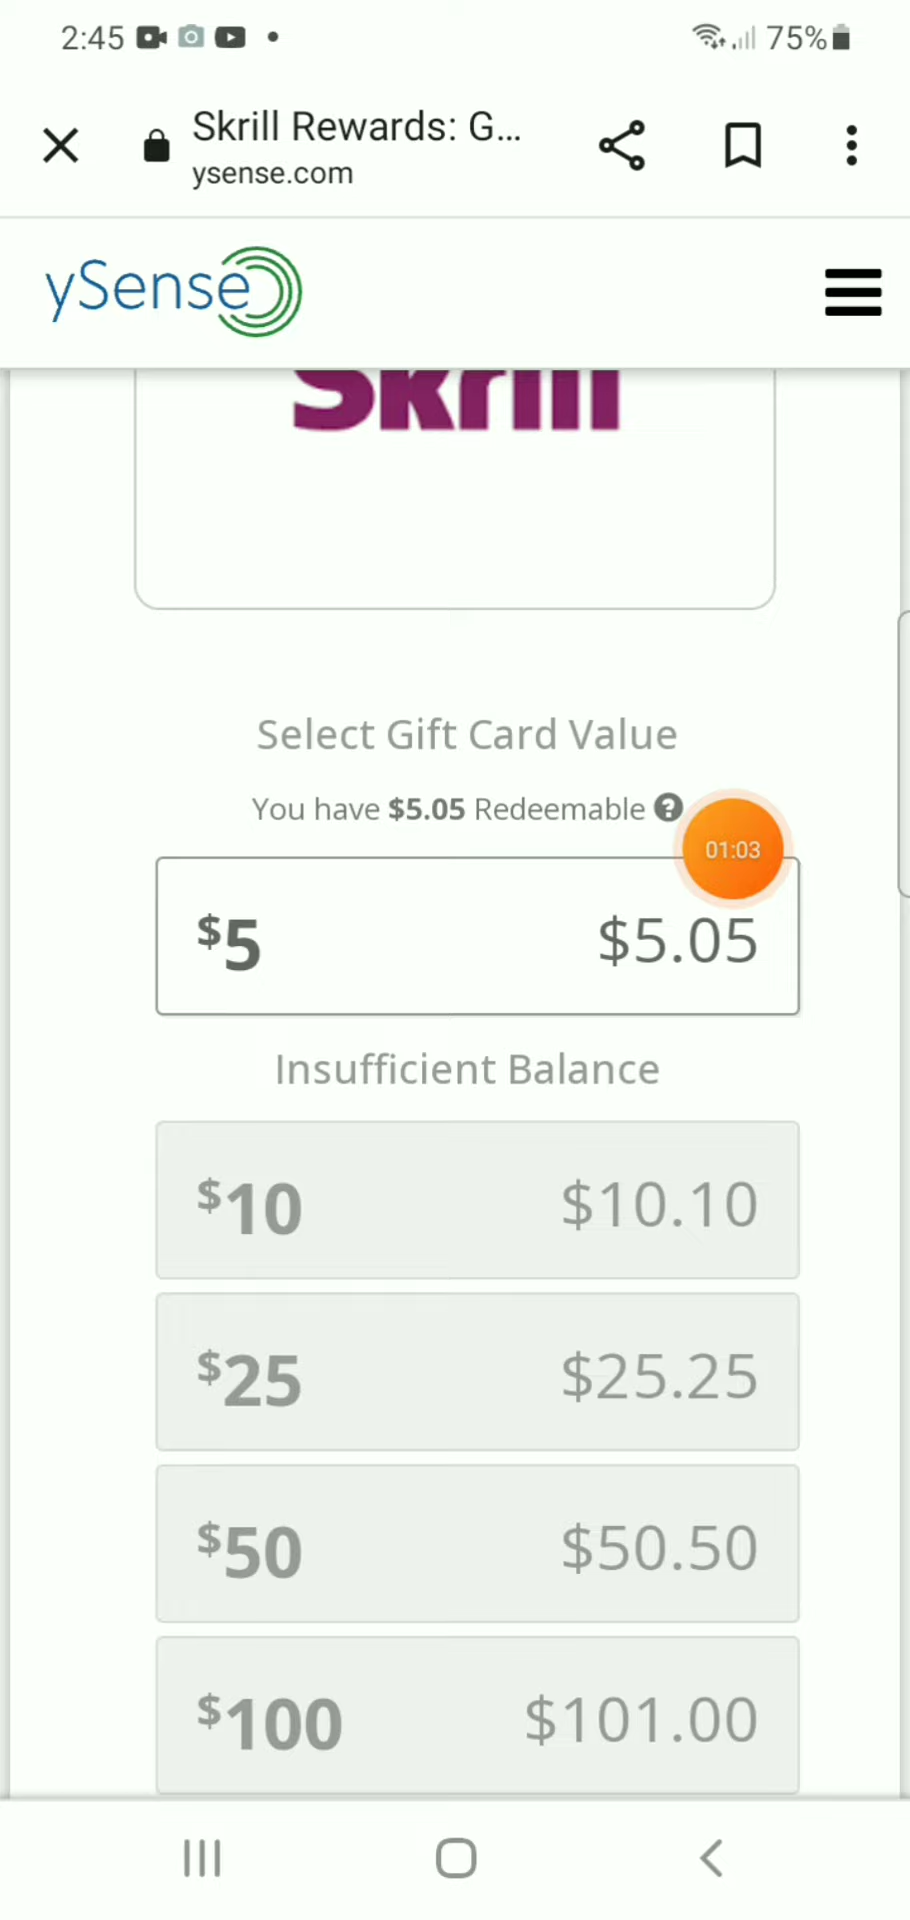 2:45
75%
Skrill Rewards: G...
ysense.com
ySense
Skrill
Select Gift Card Value
You have $5.05 Redeemable ?
01:03
$5 $5.05
Insufficient Balance
$10 $10.10
$25 $25.25
$50 $50.50
$100 $101.00